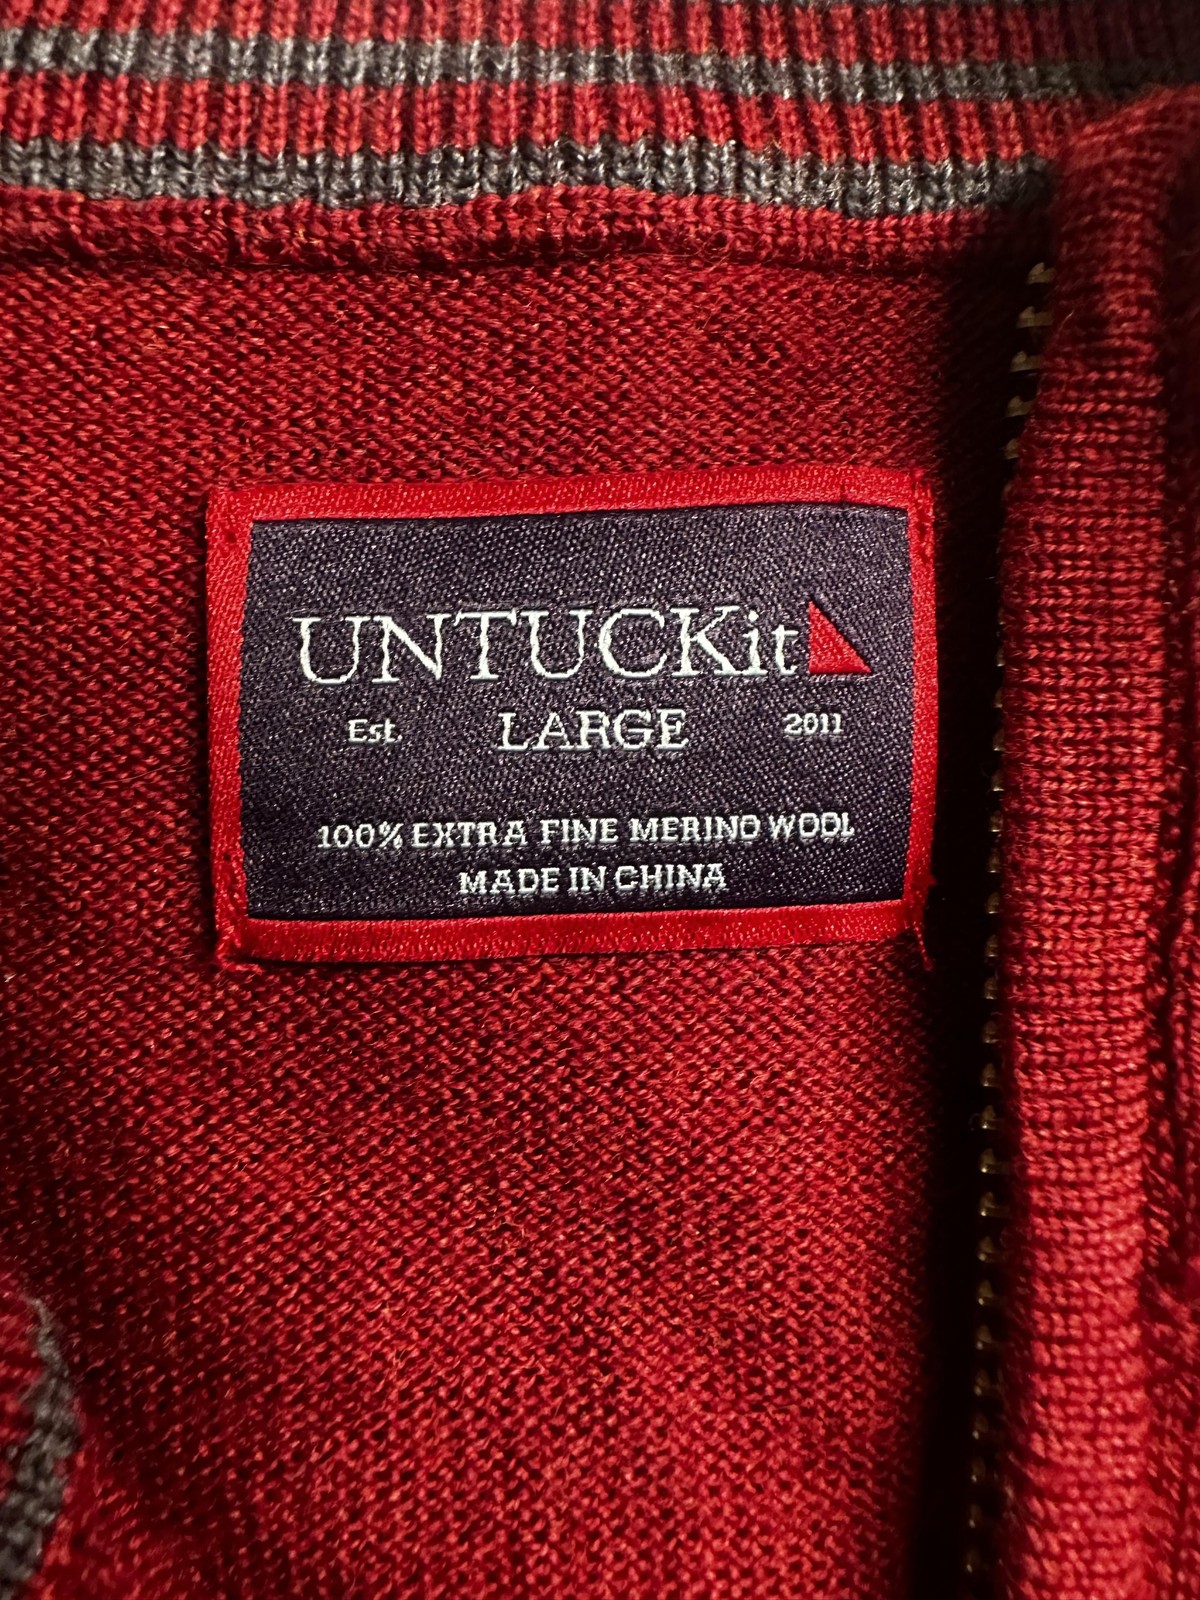 UNTUCKit
Est. LARGE 2011
100% EXTRA FINE MERINO WOOL
MADE IN CHINA